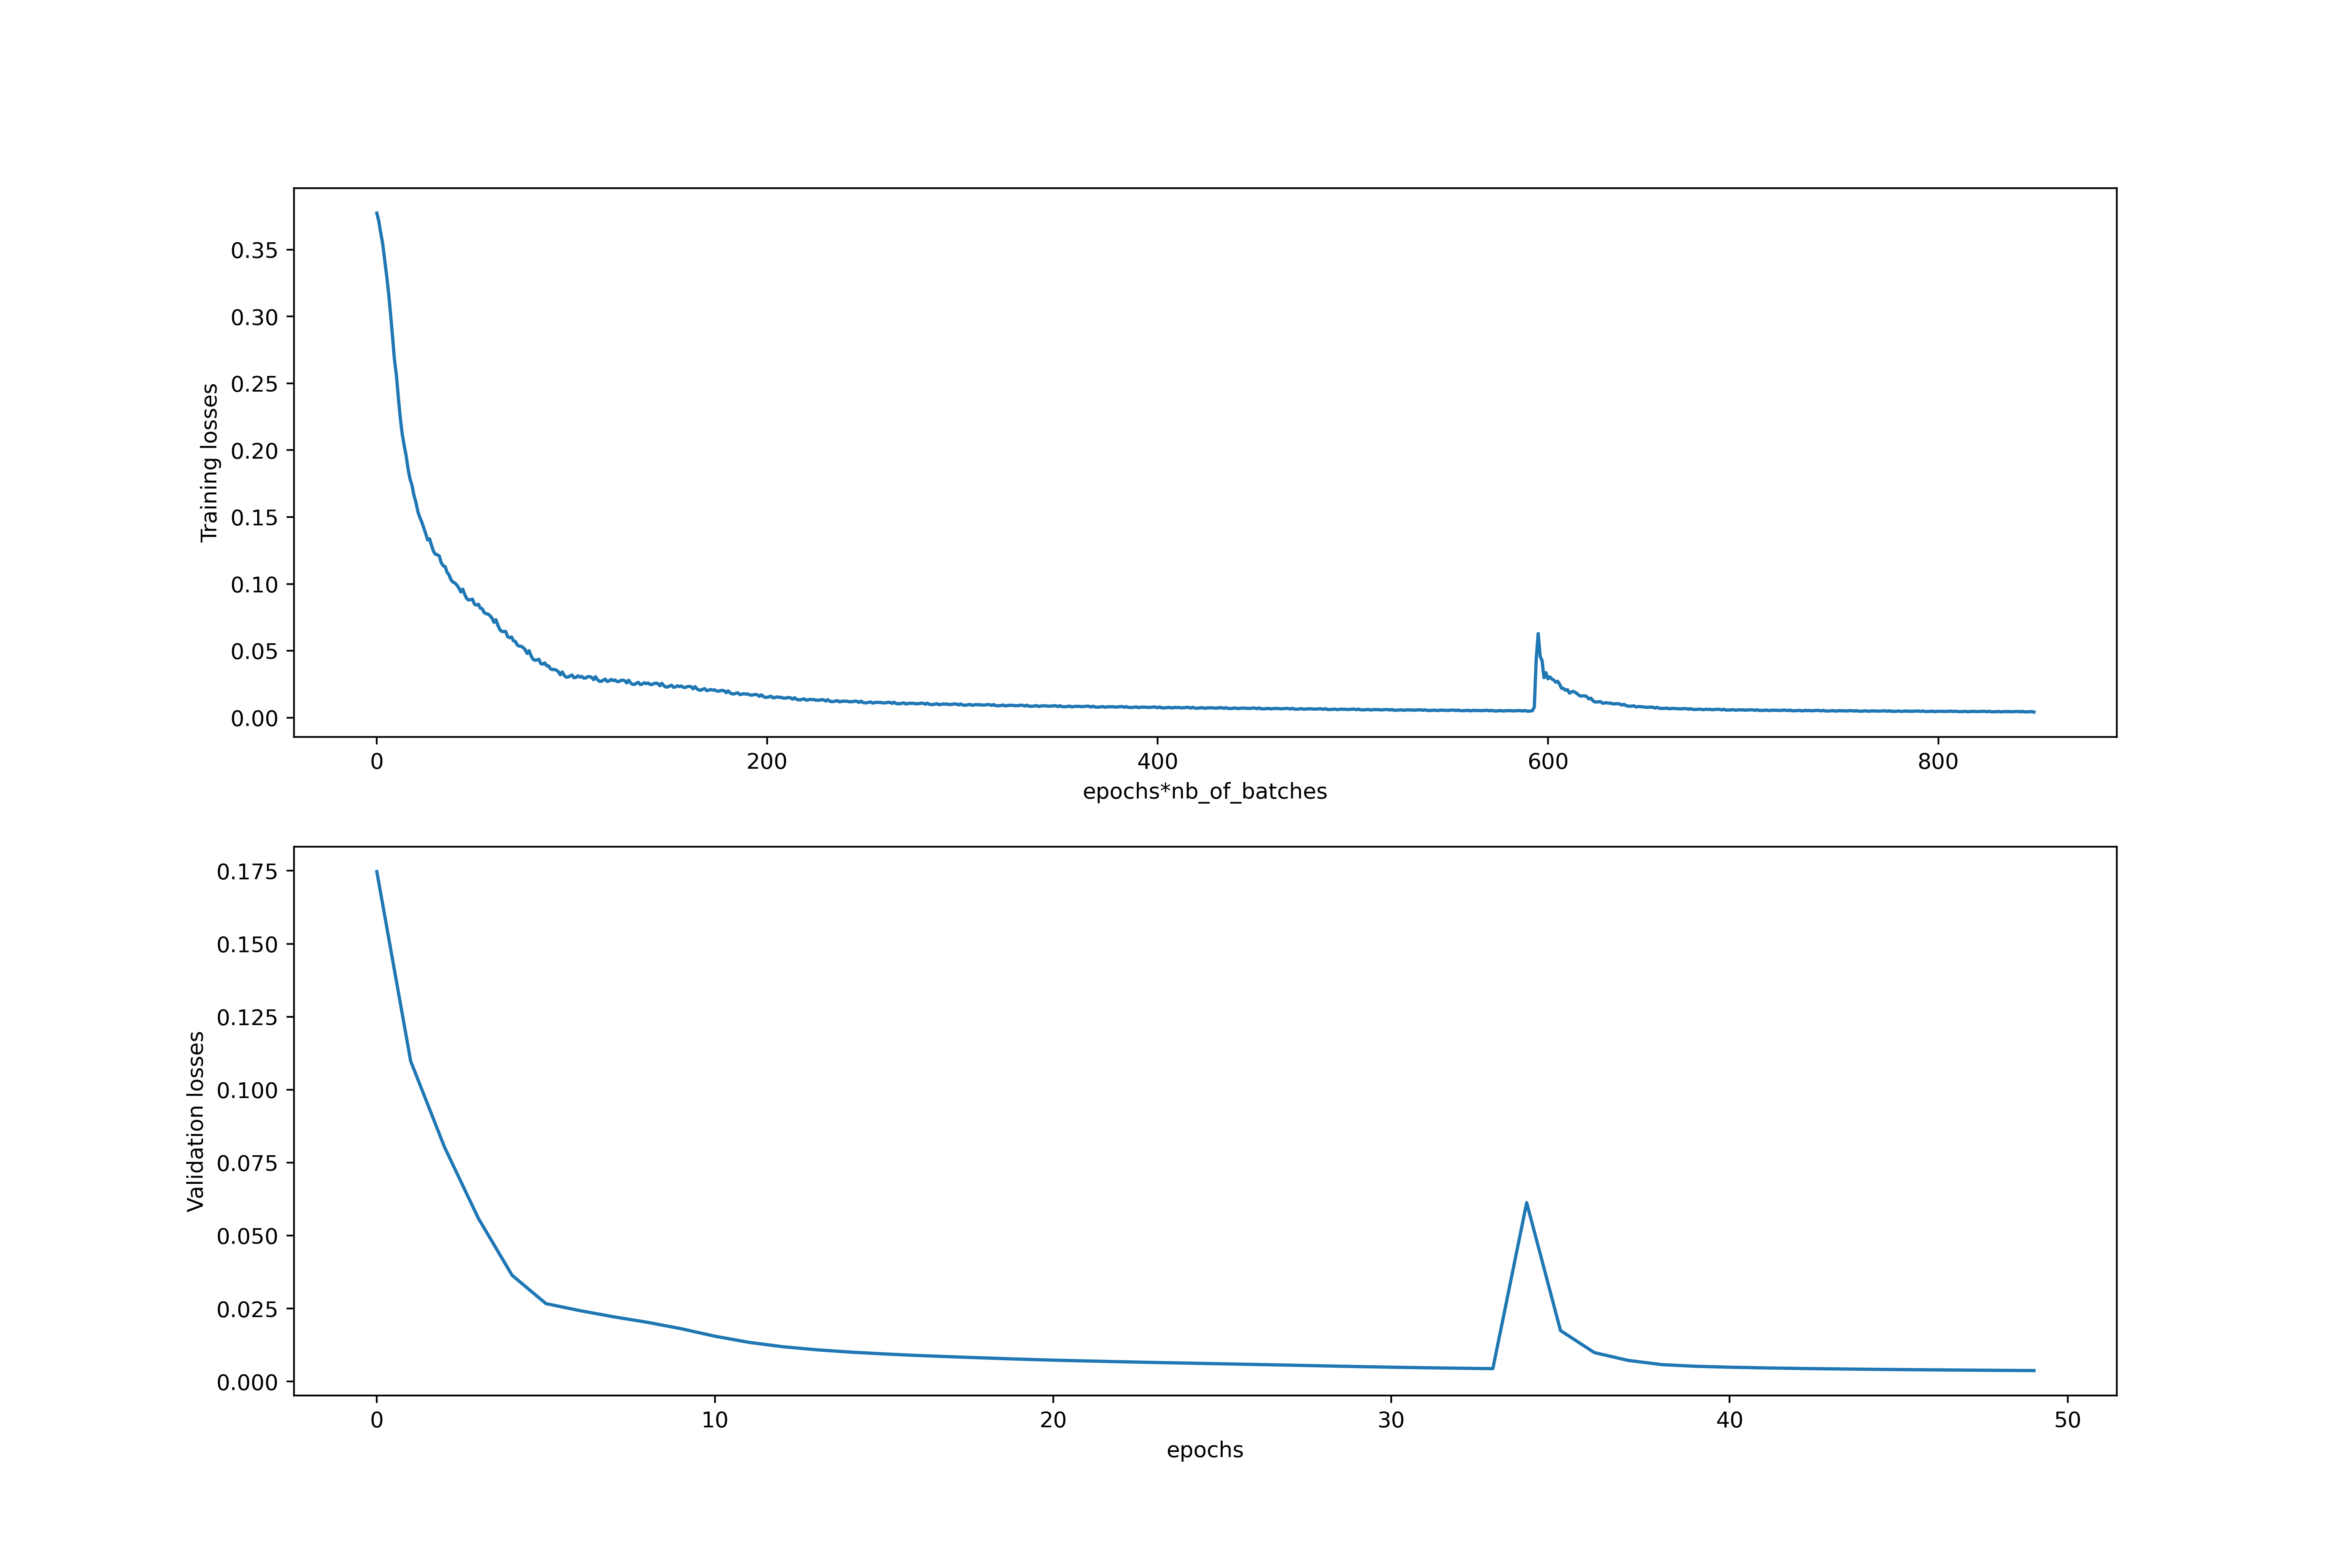 0.35
0.30
0.25
0.20
0.15
0.10
0.05
0.00
Training losses
0 200 400 600 800
epochs*nb_of_batches
0.175
0.150
0.125
0.100
0.075
0.050
0.025
0.000
Validation losses
0 10 20 30 40 50
epochs